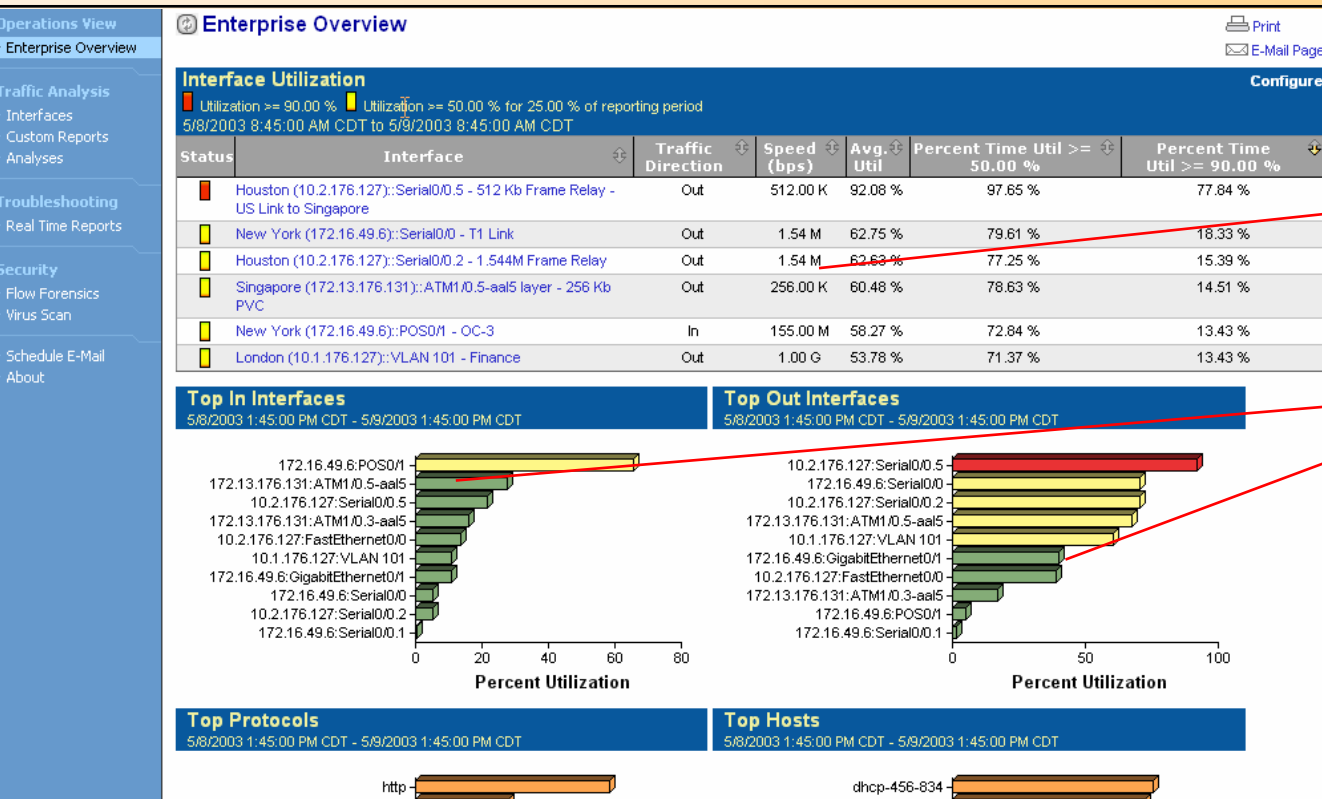 Operations View
Enterprise Overview
Traffic Analysis
Interfaces
Custom Reports
Analyses
Troubleshooting
Real Time Reports
Security
Flow Forensics
Virus Scan
Schedule E-Mail
About
Enterprise Overview
Print
E-Mail Page
Interface Utilization
Configure
Utilization >= 90.00 % Utilization >= 50.00 % for 25.00 % of reporting period
5/8/2003 8:45:00 AM CDT to 5/9/2003 8:45:00 AM CDT
Status Interface Traffic Direction Speed (bps) Avg. Util Percent Time Util >= 50.00 % Percent Time Util >= 90.00 %
Houston (10.2.176.127)::Serial0/0.5 - 512 Kb Frame Relay - Out 512.00 K 92.08 % 97.65 % 77.84 %
US Link to Singapore
New York (172.16.49.6)::Serial0/0 - T1 Link Out 1.54 M 62.75 % 79.61 % 18.33 %
Houston (10.2.176.127)::Serial0/0.2 - 1.544M Frame Relay Out 1.54 M 62.63 % 77.25 % 15.39 %
Singapore (172.13.176.131)::ATM1/0.5-aal5 layer - 256 Kb Out 256.00 K 60.48 % 78.63 % 14.51 %
PVC
New York (172.16.49.6)::POS0/1 - OC-3 In 155.00 M 58.27 % 72.84 % 13.43 %
London (10.1.176.127)::VLAN 101 - Finance Out 1.00 G 53.78 % 71.37 % 13.43 %
Top In Interfaces
5/8/2003 1:45:00 PM CDT - 5/9/2003 1:45:00 PM CDT
172.16.49.6:POS0/1
172.13.176.131:ATM1/0.5-aal5
10.2.176.127:Serial0/0.5
172.13.176.131:ATM1/0.3-aal5
10.2.176.127:FastEthernet0/0
10.1.176.127:VLAN 101
172.16.49.6:GigabitEthernet0/1
172.16.49.6:Serial0/0
10.2.176.127:Serial0/0.2
172.16.49.6:Serial0/0.1
0 20 40 60 80
Percent Utilization
Top Out Interfaces
5/8/2003 1:45:00 PM CDT - 5/9/2003 1:45:00 PM CDT
10.2.176.127:Serial0/0.5
172.16.49.6:Serial0/0
10.2.176.127:Serial0/0.2
172.13.176.131:ATM1/0.5-aal5
10.1.176.127:VLAN 101
172.16.49.6:GigabitEthernet0/1
10.2.176.127:FastEthernet0/0
172.13.176.131:ATM1/0.3-aal5
172.16.49.6:POS0/1
172.16.49.6:Serial0/0.1
0 50 100
Percent Utilization
Top Protocols
5/8/2003 1:45:00 PM CDT - 5/9/2003 1:45:00 PM CDT
http
Top Hosts
5/8/2003 1:45:00 PM CDT - 5/9/2003 1:45:00 PM CDT
dhcp-456-834